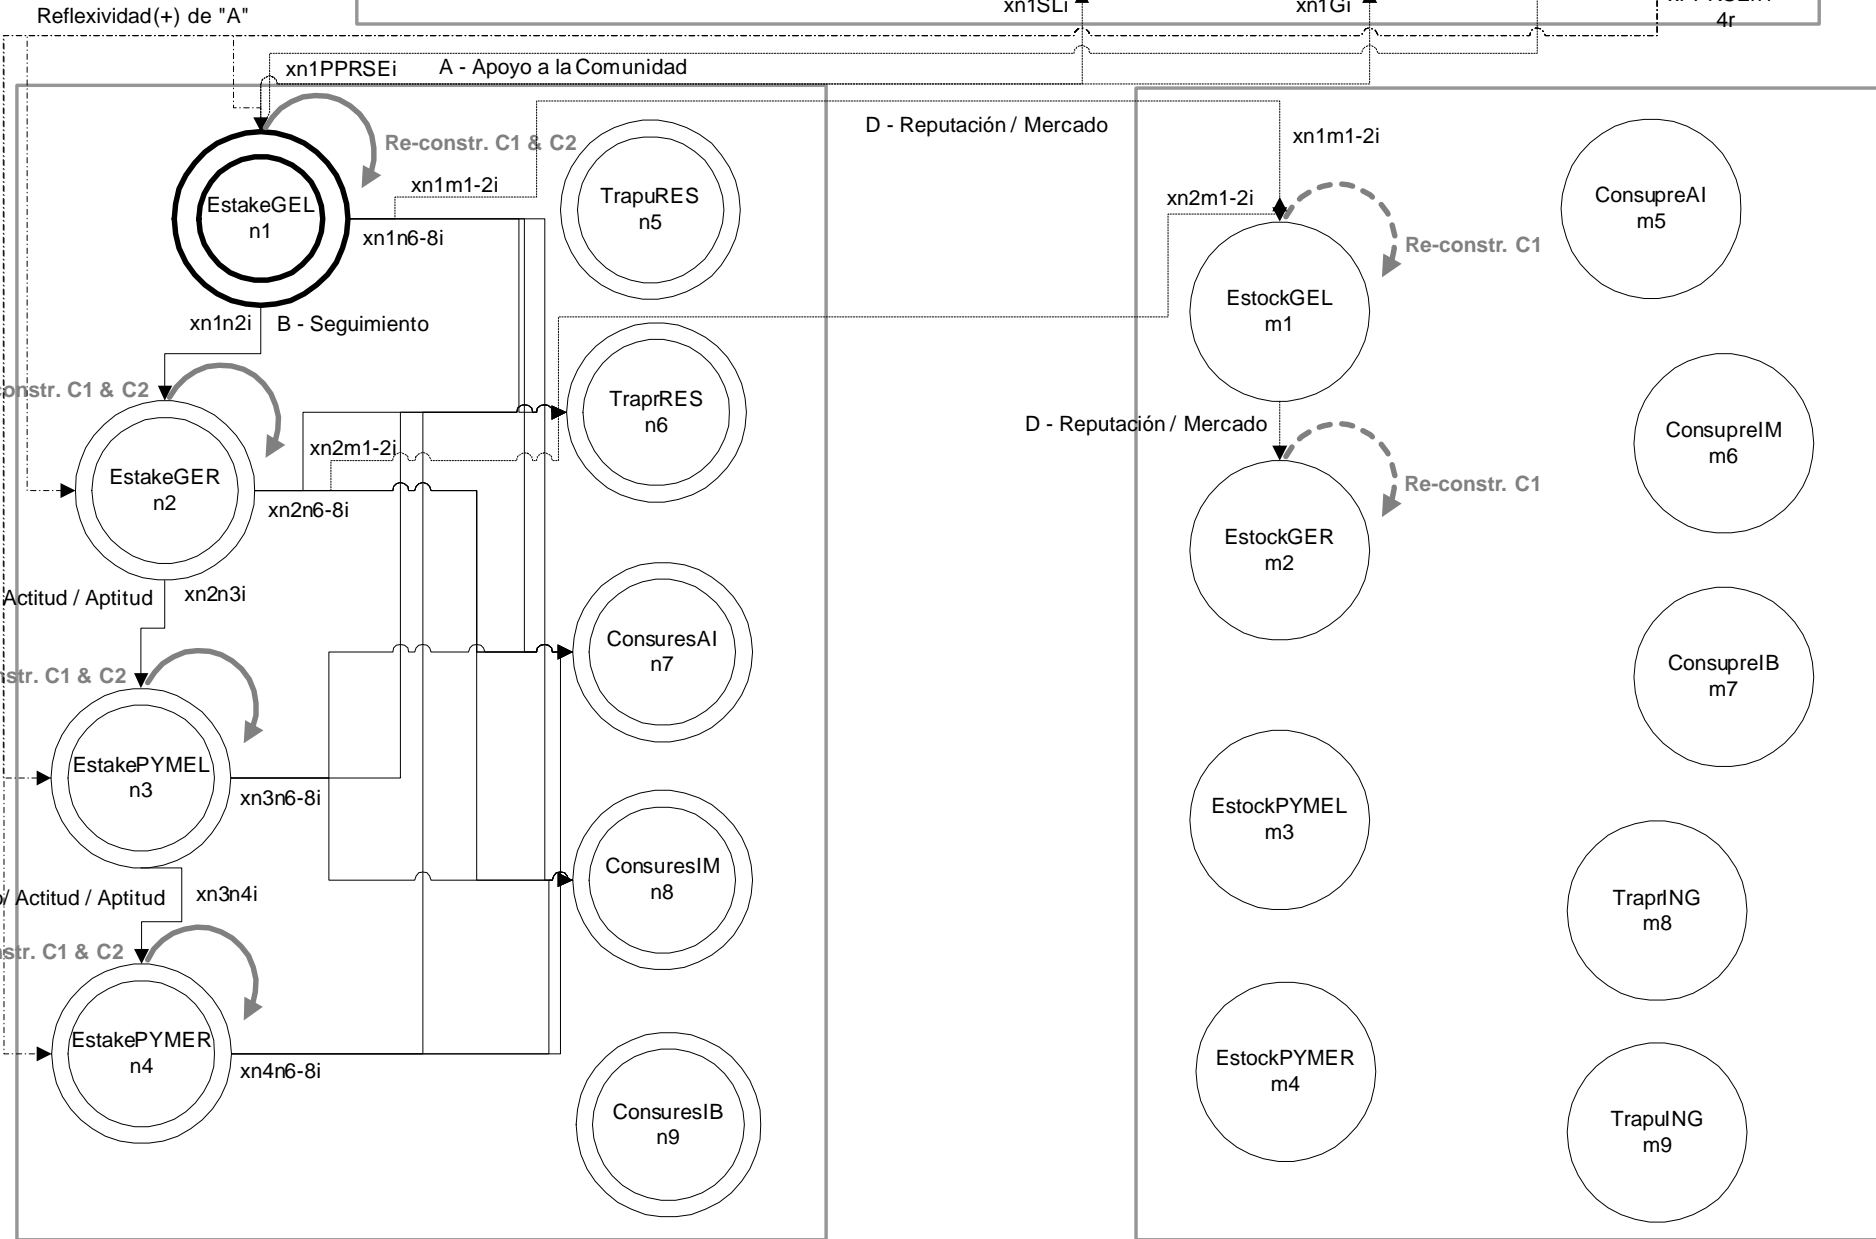 xn1SLi
xn1Gi
4r
Reflexividad(+) de "A"
xn1PPRSEi
A - Apoyo a la Comunidad
Re-constr. C1 & C2
D - Reputación / Mercado
xn1m1-2i
xn1m1-2i
xn2m1-2i
EstakeGEL
n1
xn1n6-8i
TrapuRES
n5
ConsupreAI
m5
Re-constr. C1
EstockGEL
m1
xn1n2i
B - Seguimiento
constr. C1 & C2
TraprRES
n6
D - Reputación / Mercado
ConsupreIM
m6
xn2m1-2i
EstakeGER
n2
xn2n6-8i
Re-constr. C1
EstockGER
m2
Actitud / Aptitud
xn2n3i
ConsuresAI
n7
ConsupreIB
m7
str. C1 & C2
EstakePYMEL
n3
xn3n6-8i
EstockPYMEL
m3
ConsuresIM
n8
/ Actitud / Aptitud
xn3n4i
TraprING
m8
str. C1 & C2
EstakePYMER
n4
xn4n6-8i
EstockPYMER
m4
ConsuresIB
n9
TrapuING
m9